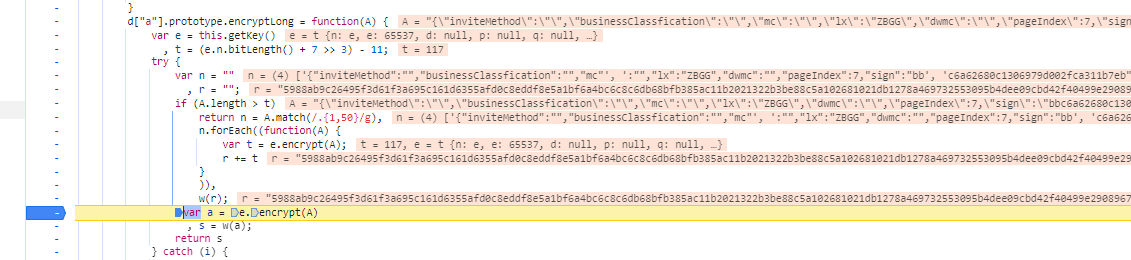 }
d["a"].prototype.encryptLong = function(A) { A = "{\"inviteMethod\":\"\",\"businessClassfication\":\"\",\"mc\":\"\",\"lx\":\"ZBGG\",\"dwmc\":\"\",\"pageIndex\":7,\"sign
var e = this.getKey() e = t {n: e, e: 65537, d: null, p: null, q: null, …}
, t = (e.n.bitLength() + 7 >> 3) - 11; t = 117
try {
var n = "" n = (4) ['{"inviteMethod":"","businessClassfication":"","mc"', ':"","lx":"ZBGG","dwmc":"","pageIndex":7,"sign":"bb', 'c6a62680c1306979d002fca311b7eb"
, r = ""; r = "5988ab9c26495f3d61f3a695c161d6355afd0c8eddf8e5a1bf6a4bc6c8c6db68bfb385ac11b2021322b3be88c5a102681021db1278a469732553095b4dee09cbd42f40499e29089
if (A.length > t) A = "{\"inviteMethod\":\"\",\"businessClassfication\":\"\",\"mc\":\"\",\"lx\":\"ZBGG\",\"dwmc\":\"\",\"pageIndex\":7,\"sign\":\"bbc6a62680c130
return n = A.match(/.{1,50}/g), n = (4) ['{"inviteMethod":"","businessClassfication":"","mc"', ':"","lx":"ZBGG","dwmc":"","pageIndex":7,"sign":"bb', 'c6a626
n.forEach((function(A) {
var t = e.encrypt(A); t = 117, e = t {n: e, e: 65537, d: null, p: null, q: null, …}
r += t r = "5988ab9c26495f3d61f3a695c161d6355afd0c8eddf8e5a1bf6a4bc6c8c6db68bfb385ac11b2021322b3be88c5a102681021db1278a469732553095b4dee09cbd42f40499e2
}
)),
w(r); r = "5988ab9c26495f3d61f3a695c161d6355afd0c8eddf8e5a1bf6a4bc6c8c6db68bfb385ac11b2021322b3be88c5a102681021db1278a469732553095b4dee09cbd42f40499e2908967
var a = e.encrypt(A)
, s = w(a);
return s
} catch (i) {